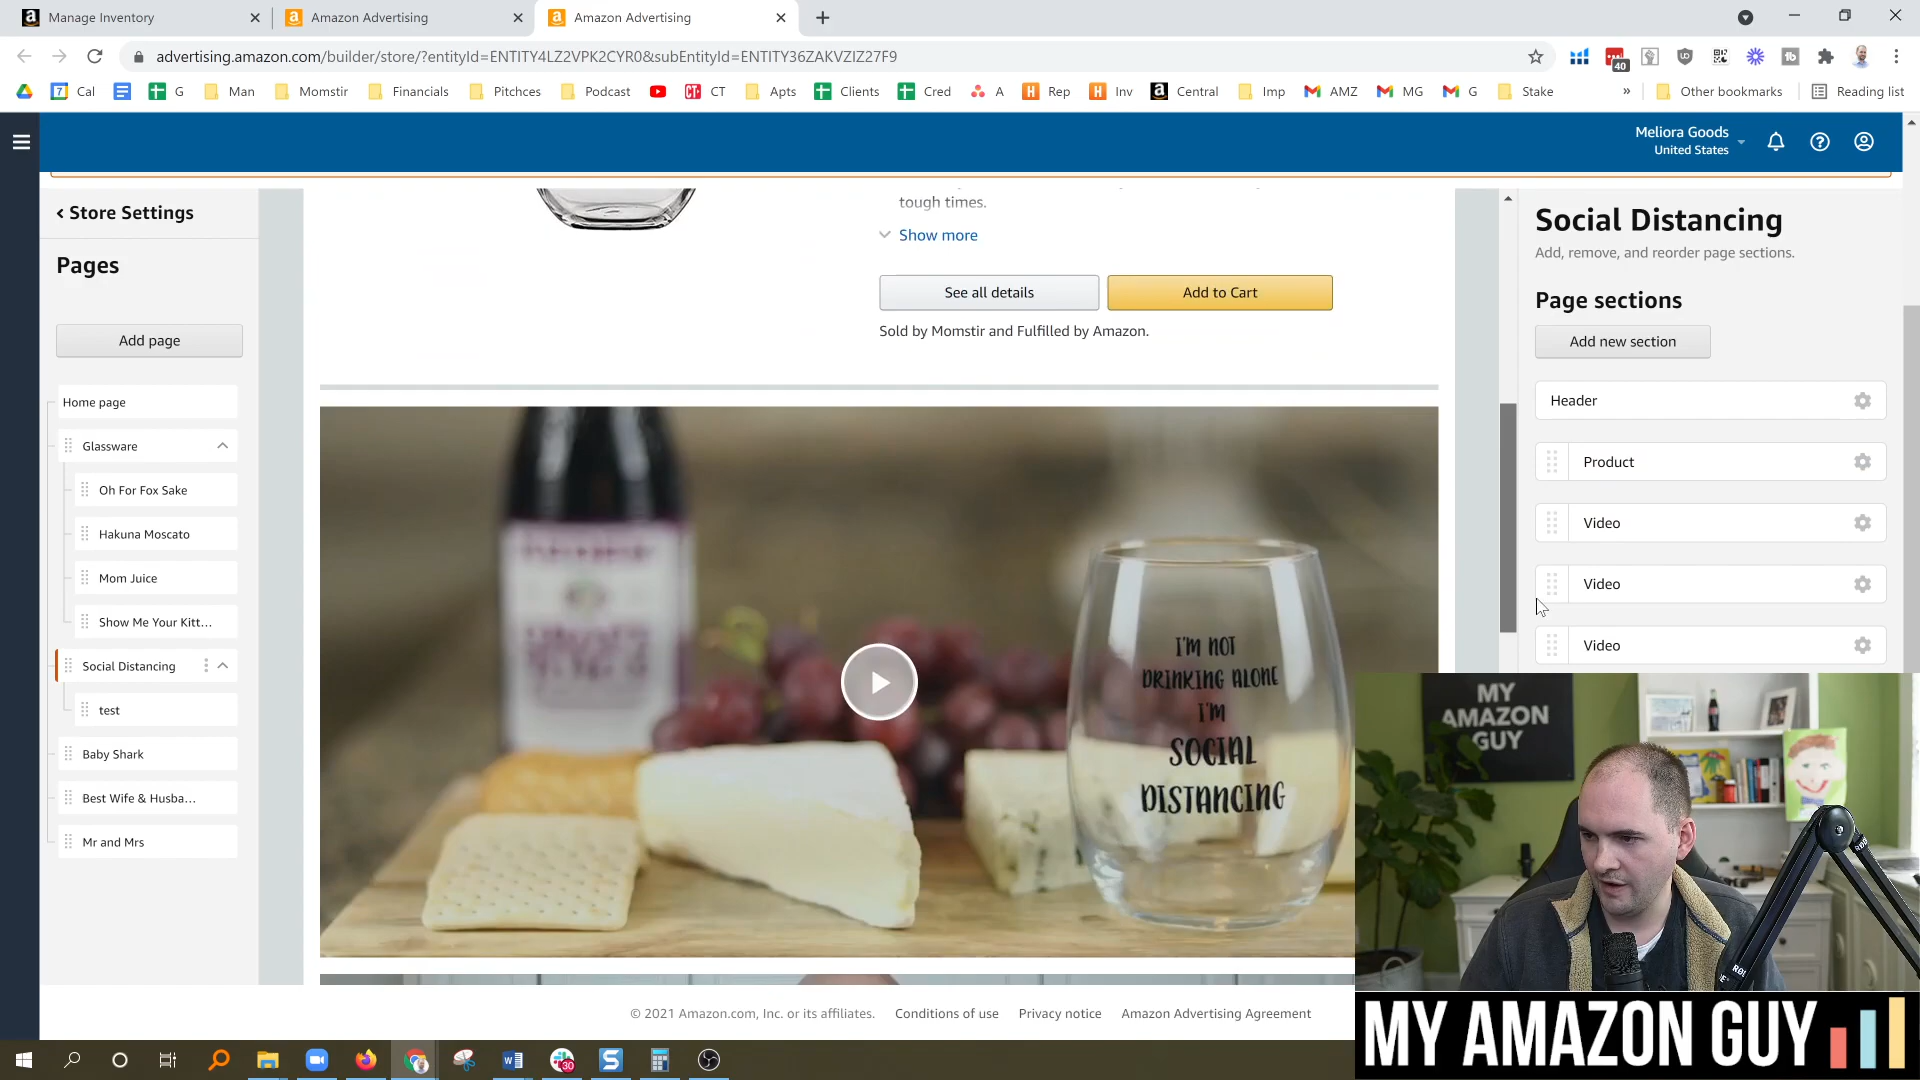 Manage Inventory
Amazon Advertising
Amazon Advertising
advertising.amazon.com/builder/store/?entityId=ENTITY4LZ2VPK2CYR0&subEntityId=ENTITY36ZAKVZIZ27F9
40
7 Cal
G
Man
Momstir
Financials
Pitchces
Podcast
CT CT
Apts
Clients
Cred
A
H Rep
H Inv
Central
Imp
AMZ
MG
G
Stake
»
Other bookmarks
Reading list
Meliora Goods
United States
< Store Settings
Pages
Add page
Home page
Glassware
Oh For Fox Sake
Hakuna Moscato
Mom Juice
Show Me Your Kitt...
Social Distancing
test
Baby Shark
Best Wife & Husba...
Mr and Mrs
tough times.
Show more
See all details
Add to Cart
Sold by Momstir and Fulfilled by Amazon.
I'M NOT
DRINKING ALONE
I'M
SOCIAL
DISTANCING
Social Distancing
Add, remove, and reorder page sections.
Page sections
Add new section
Header
Product
Video
Video
Video
MY
AMAZON
GUY
© 2021 Amazon.com, Inc. or its affiliates.
Conditions of use
Privacy notice
Amazon Advertising Agreement
MY AMAZON GUY
30